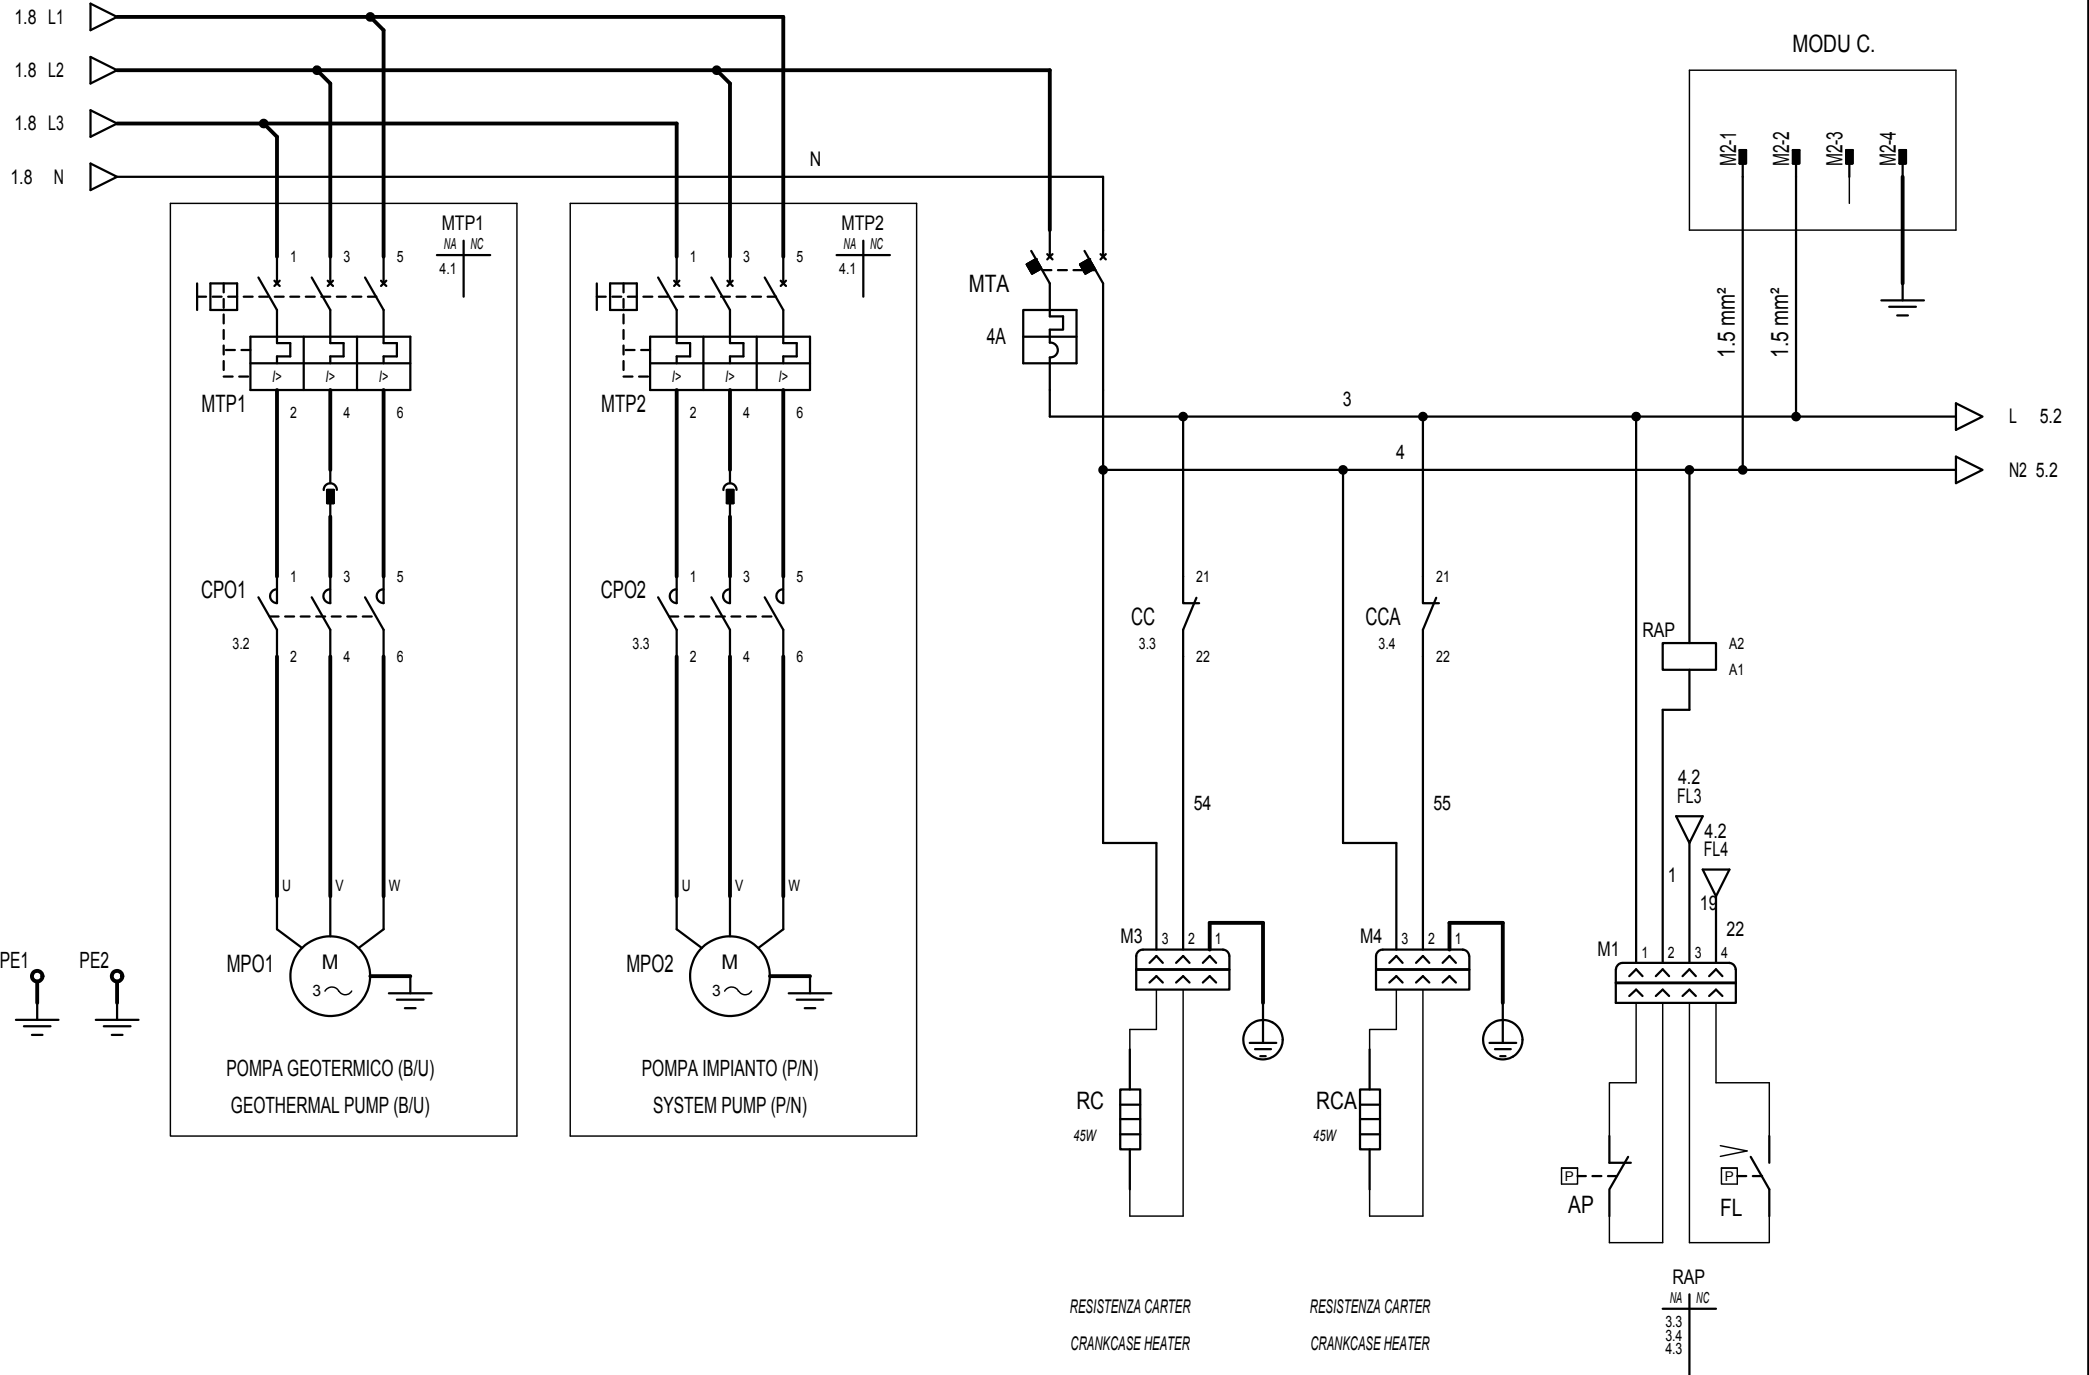 1.8 L1
1.8 L2
1.8 L3
1.8 N
N
MODU C.
M2-1 M2-2 M2-3 M2-4
1.5 mm² 1.5 mm²
MTP1
NA NC
4.1
1 3 5
MTP1
2 4 6
CPO1
3.2
1 3 5
2 4 6
U V W
MPO1
M
3
POMPA GEOTERMICO (B/U)
GEOTHERMAL PUMP (B/U)
PE1 PE2
MTP2
NA NC
4.1
1 3 5
MTP2
2 4 6
CPO2
3.3
1 3 5
2 4 6
U V W
MPO2
M
3
POMPA IMPIANTO (P/N)
SYSTEM PUMP (P/N)
MTA
4A
3
L 5.2
4
N2 5.2
21
CC
3.3
22
54
M3 3 2 1
RC
45W
RESISTENZA CARTER
CRANKCASE HEATER
21
CCA
3.4
22
55
M4 3 2 1
RCA
45W
RESISTENZA CARTER
CRANKCASE HEATER
RAP
A2
A1
4.2
FL3
4.2
FL4
1
19
22
M1 1 2 3 4
P
AP
P
FL
RAP
NA NC
3.3
3.4
4.3